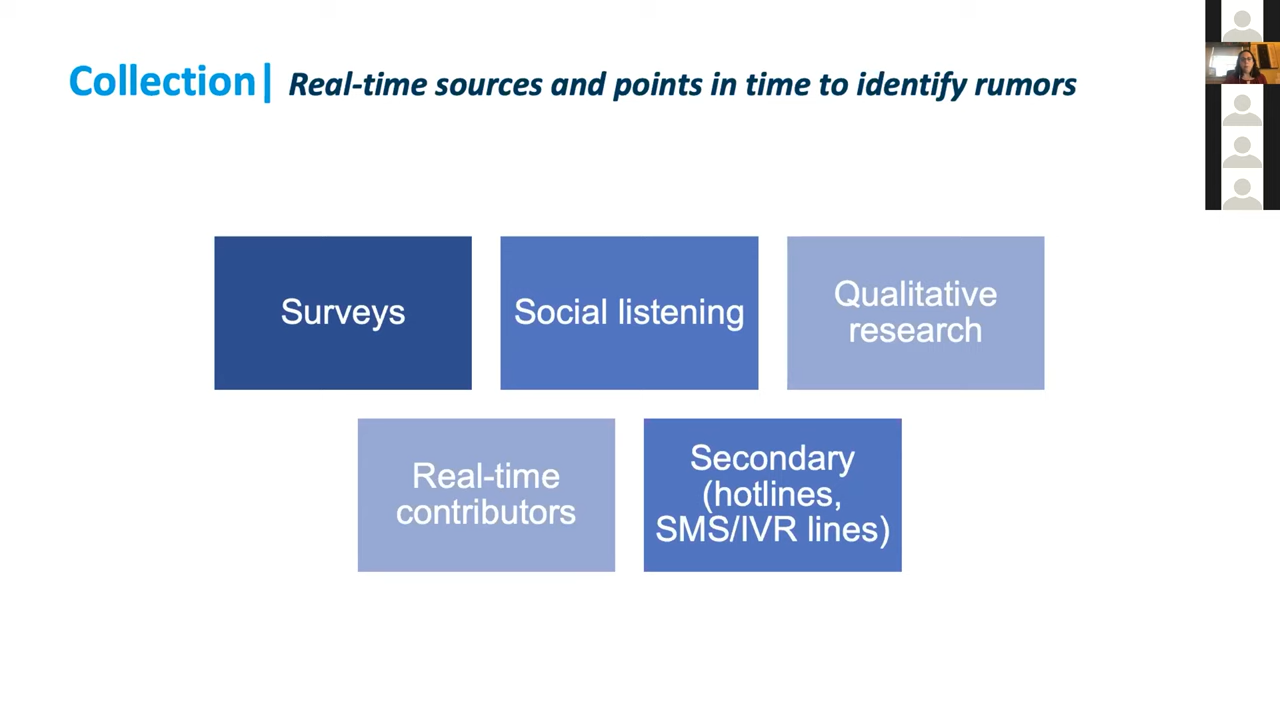 Collection| Real-time sources and points in time to identify rumors
Surveys
Social listening
Qualitative
research
Real-time
contributors
Secondary
(hotlines,
SMS/IVR lines)